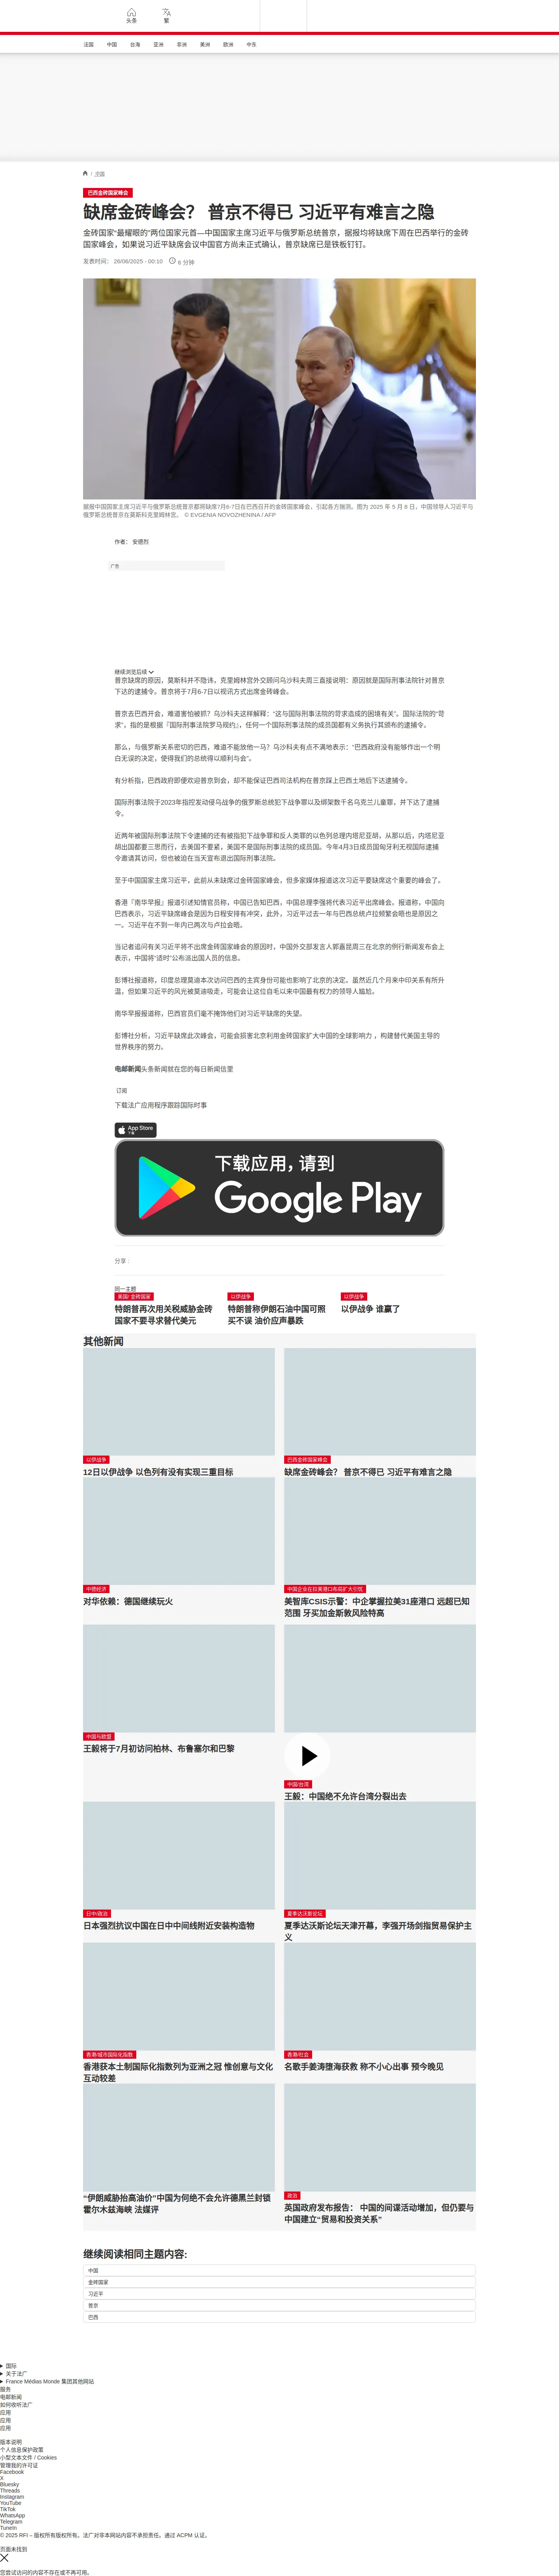 头条
繁
法国
中国
台海
亚洲
非洲
美洲
欧洲
中东
/ 中国
巴西金砖国家峰会
缺席金砖峰会？ 普京不得已 习近平有难言之隐
金砖国家“最耀眼的”两位国家元首—中国国家主席习近平与俄罗斯总统普京，据报均将缺席下周在巴西举行的金砖
国家峰会，如果说习近平缺席会议中国官方尚未正式确认，普京缺席已是铁板钉钉。
发表时间： 26/06/2025 - 00:10 6 分钟
据报中国国家主席习近平与俄罗斯总统普京都将缺席7月6-7日在巴西召开的金砖国家峰会，引起各方揣测。图为 2025 年 5 月 8 日，中国领导人习近平与
俄罗斯总统普京在莫斯科克里姆林宫。 © EVGENIA NOVOZHENINA / AFP
作者： 安德烈
广告
继续浏览后续
普京缺席的原因，莫斯科并不隐讳，克里姆林宫外交顾问乌沙科夫周三直接说明：原因就是国际刑事法院针对普京
下达的逮捕令。普京将于7月6-7日以视讯方式出席金砖峰会。
普京去巴西开会，难道害怕被抓？乌沙科夫这样解释：“这与国际刑事法院的苛求造成的困境有关”。国际法院的“苛
求”，指的是根据『国际刑事法院罗马规约』，任何一个国际刑事法院的成员国都有义务执行其颁布的逮捕令。
那么，与俄罗斯关系密切的巴西，难道不能放他一马？乌沙科夫有点不满地表示：“巴西政府没有能够作出一个明
白无误的决定，使得我们的总统得以顺利与会”。
有分析指，巴西政府即便欢迎普京到会，却不能保证巴西司法机构在普京踩上巴西土地后下达逮捕令。
国际刑事法院于2023年指控发动侵乌战争的俄罗斯总统犯下战争罪以及绑架数千名乌克兰儿童罪，并下达了逮捕
令。
近两年被国际刑事法院下令逮捕的还有被指犯下战争罪和反人类罪的以色列总理内塔尼亚胡，从那以后，内塔尼亚
胡出国都要三思而行，去美国不要紧，美国不是国际刑事法院的成员国。今年4月3日成员国匈牙利无视国际逮捕
令邀请其访问，但也被迫在当天宣布退出国际刑事法院。
至于中国国家主席习近平，此前从未缺席过金砖国家峰会，但多家媒体报道这次习近平要缺席这个重要的峰会了。
香港『南华早报』报道引述知情官员称，中国已告知巴西，中国总理李强将代表习近平出席峰会。报道称，中国向
巴西表示，习近平缺席峰会是因为日程安排有冲突，此外，习近平过去一年与巴西总统卢拉频繁会晤也是原因之
一。习近平在不到一年内已两次与卢拉会晤。
当记者追问有关习近平将不出席金砖国家峰会的原因时，中国外交部发言人郭嘉昆周三在北京的例行新闻发布会上
表示，中国将“适时”公布派出国人员的信息。
彭博社报道称，印度总理莫迪本次访问巴西的主宾身份可能也影响了北京的决定。虽然近几个月来中印关系有所升
温，但如果习近平的风光被莫迪吸走，可能会让这位自毛以来中国最有权力的领导人尴尬。
南华早报报道称，巴西官员们毫不掩饰他们对习近平缺席的失望。
彭博社分析，习近平缺席此次峰会，可能会损害北京利用金砖国家扩大中国的全球影响力，构建替代美国主导的
世界秩序的努力。
电邮新闻头条新闻就在您的每日新闻信里
订阅
下载法广应用程序跟踪国际时事
App Store
下载
下载应用，请到
Google Play
分享 :
同一主题
美国/ 金砖国家
特朗普再次用关税威胁金砖
国家不要寻求替代美元
以伊战争
特朗普称伊朗石油中国可照
买不误 油价应声暴跌
以伊战争
以伊战争 谁赢了
其他新闻
以伊战争
12日以伊战争 以色列有没有实现三重目标
巴西金砖国家峰会
缺席金砖峰会？ 普京不得已 习近平有难言之隐
中德经济
对华依赖：德国继续玩火
中国企业在拉美港口布局扩大引忧
美智库CSIS示警：中企掌握拉美31座港口 远超已知
范围 牙买加金斯敦风险特高
中国与欧盟
王毅将于7月初访问柏林、布鲁塞尔和巴黎
中國/台湾
王毅：中国绝不允许台湾分裂出去
日中/政治
日本强烈抗议中国在日中中间线附近安装构造物
夏季达沃斯论坛
夏季达沃斯论坛天津开幕，李强开场剑指贸易保护主
义
香港/城市国际化指数
香港获本土制国际化指数列为亚洲之冠 惟创意与文化
互动较差
香港/社会
名歌手姜涛堕海获救 称不小心出事 预今晚见
“伊朗威胁抬高油价”中国为何绝不会允许德黑兰封锁
霍尔木兹海峡 法媒评
政治
英国政府发布报告： 中国的间谍活动增加，但仍要与
中国建立“贸易和投资关系”
继续阅读相同主题内容:
中国
金砖国家
习近平
普京
巴西
国际
关于法广
France Médias Monde 集团其他网站
服务
电邮新闻
如何收听法广
应用
应用
应用
版本说明
个人信息保护政策
小型文本文件 / Cookies
管理我的许可证
Facebook
X
Bluesky
Threads
Instagram
YouTube
TikTok
WhatsApp
Telegram
TuneIn
© 2025 RFI – 版权所有版权所有。法广对非本网站内容不承担责任。通过 ACPM 认证。
页面未找到
您尝试访问的内容不存在或不再可用。